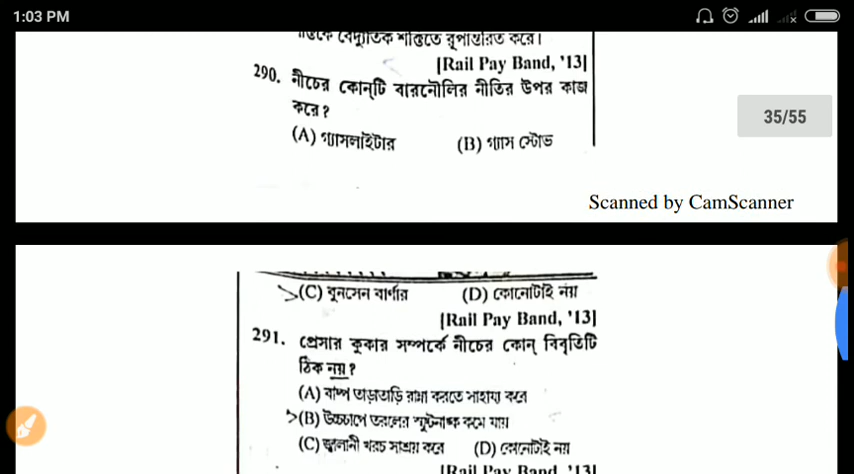 1:03 PM
বৈদ্যুতিক শক্তিতে রূপান্তরিত করে।
[Rail Pay Band, '13]
290. নীচের কোন্‌টি বারনৌলির নীতির উপর কাজ
করে?
(A) গ্যাসলাইটার (B) গ্যাস স্টোভ
35/55
Scanned by CamScanner
(C) বুনসেন বার্ণার (D) কোনোটাই নয়
[Rail Pay Band, '13]
291. প্রেসার কুকার সম্পর্কে নীচের কোন্ বিবৃতিটি
ঠিক নয়?
(A) বাষ্প তাড়াতাড়ি রান্না করতে সাহায্য করে
(B) উচ্চচাপে তরলের স্ফুটনাঙ্ক কমে যায়
(C) জ্বালানী খরচ সাশ্রয় করে (D) কোনোটাই নয়
[Rail Pay Band, '13]